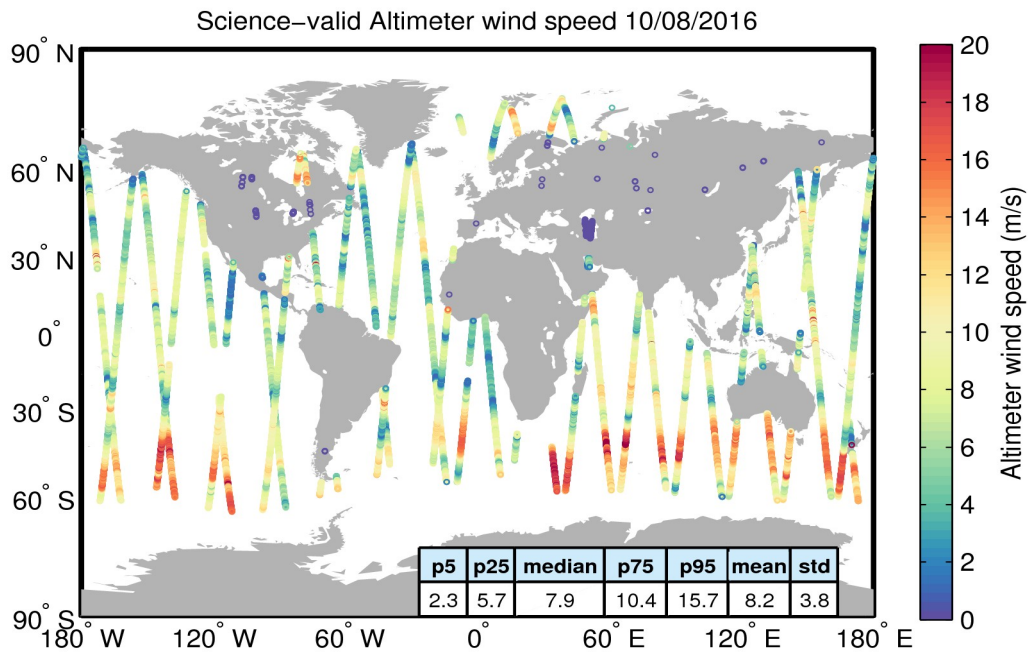 Science−valid Altimeter wind speed 10/08/2016
90° N
60° N
30° N
0°
30° S
60° S
90° S
180° W
120° W
60° W
0°
60° E
120° E
180° E
p5 p25 median p75 p95 mean std
2.3 5.7 7.9 10.4 15.7 8.2 3.8
20
18
16
14
12
10
8
6
4
2
0
Altimeter wind speed (m/s)